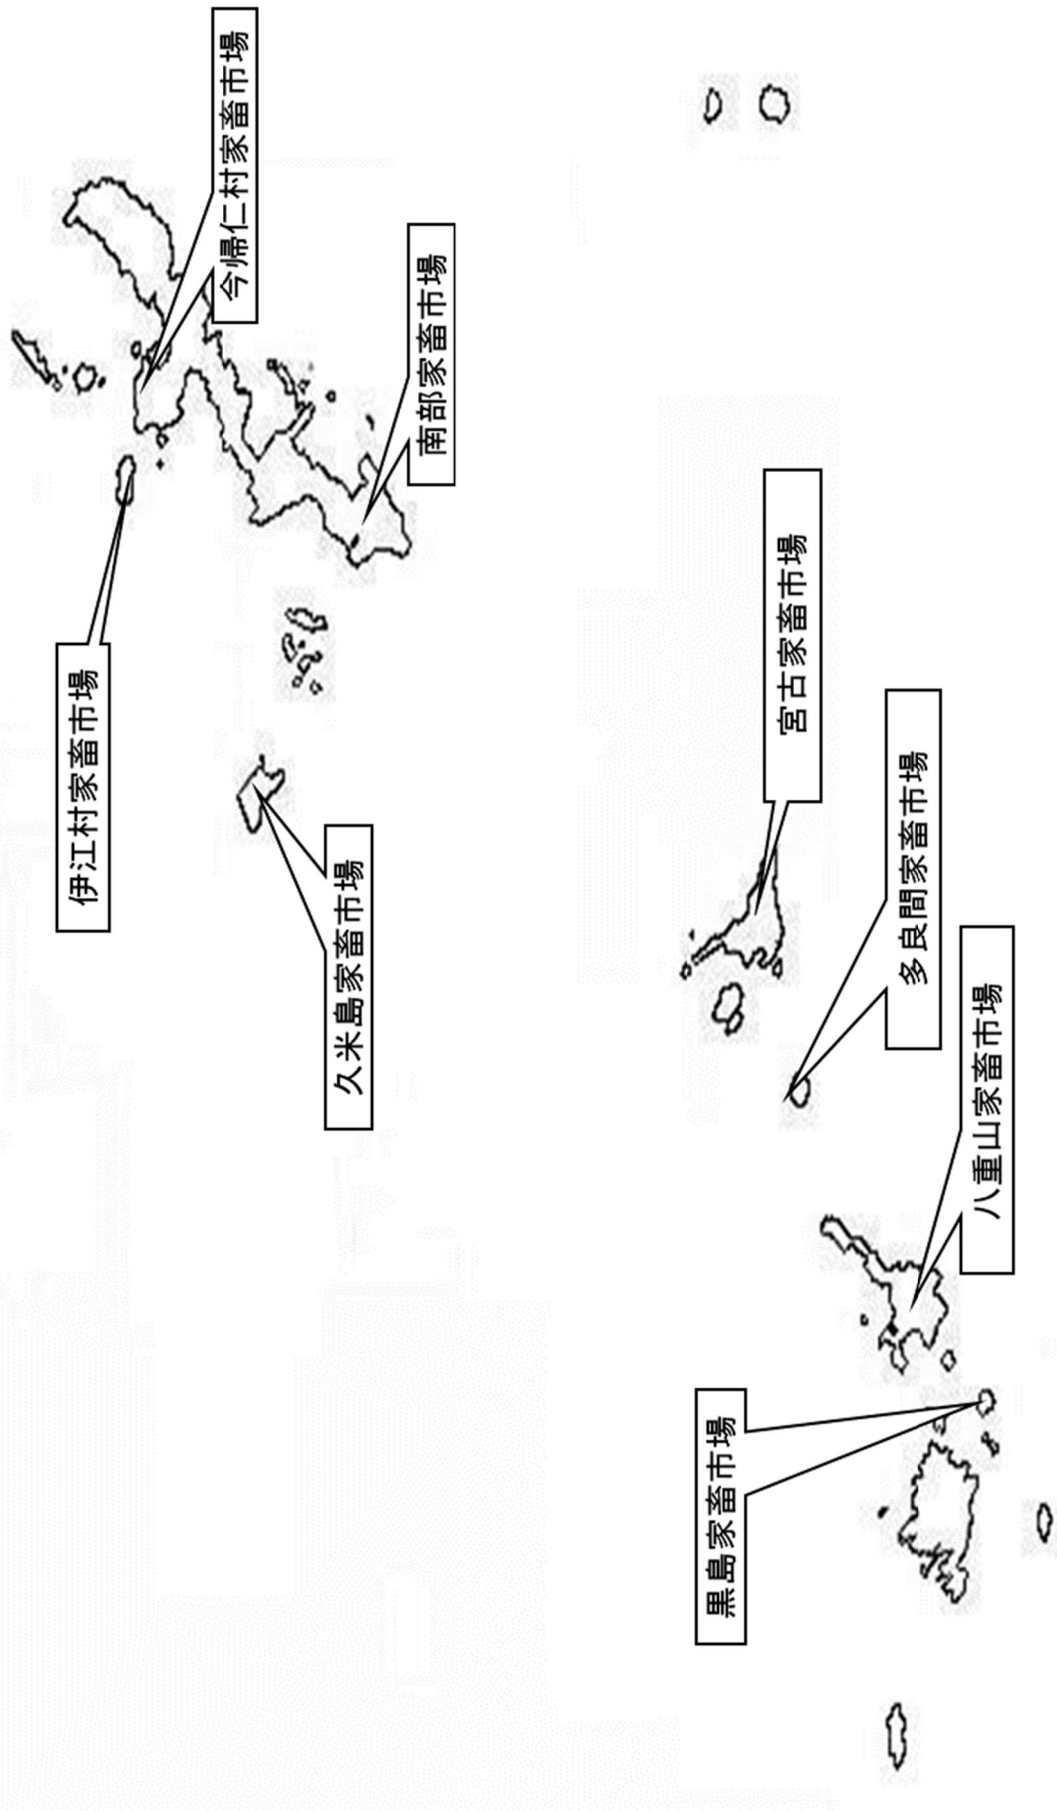 伊江村家畜市場
今帰仁村家畜市場
久米島家畜市場
南部家畜市場
黒島家畜市場
宮古家畜市場
多良間家畜市場
八重山家畜市場